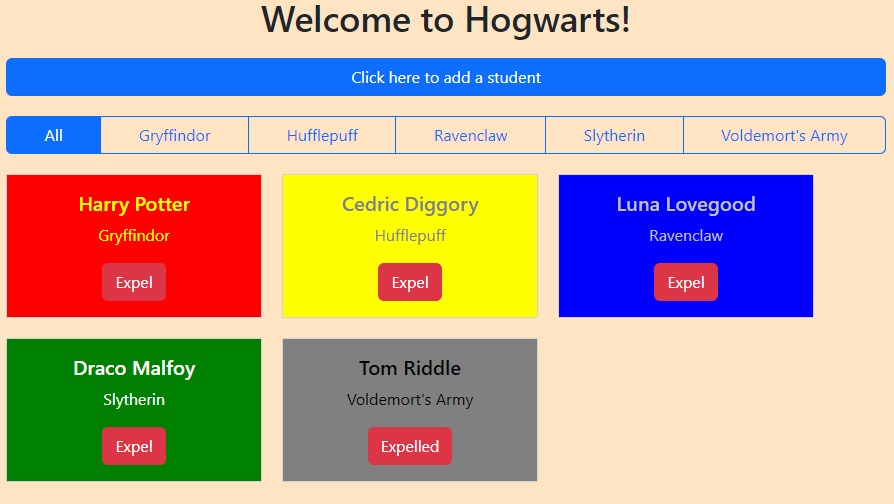 Welcome to Hogwarts!
Click here to add a student
All Gryffindor Hufflepuff Ravenclaw Slytherin Voldemort's Army
Harry Potter
Gryffindor
Expel
Cedric Diggory
Hufflepuff
Expel
Luna Lovegood
Ravenclaw
Expel
Draco Malfoy
Slytherin
Expel
Tom Riddle
Voldemort's Army
Expelled